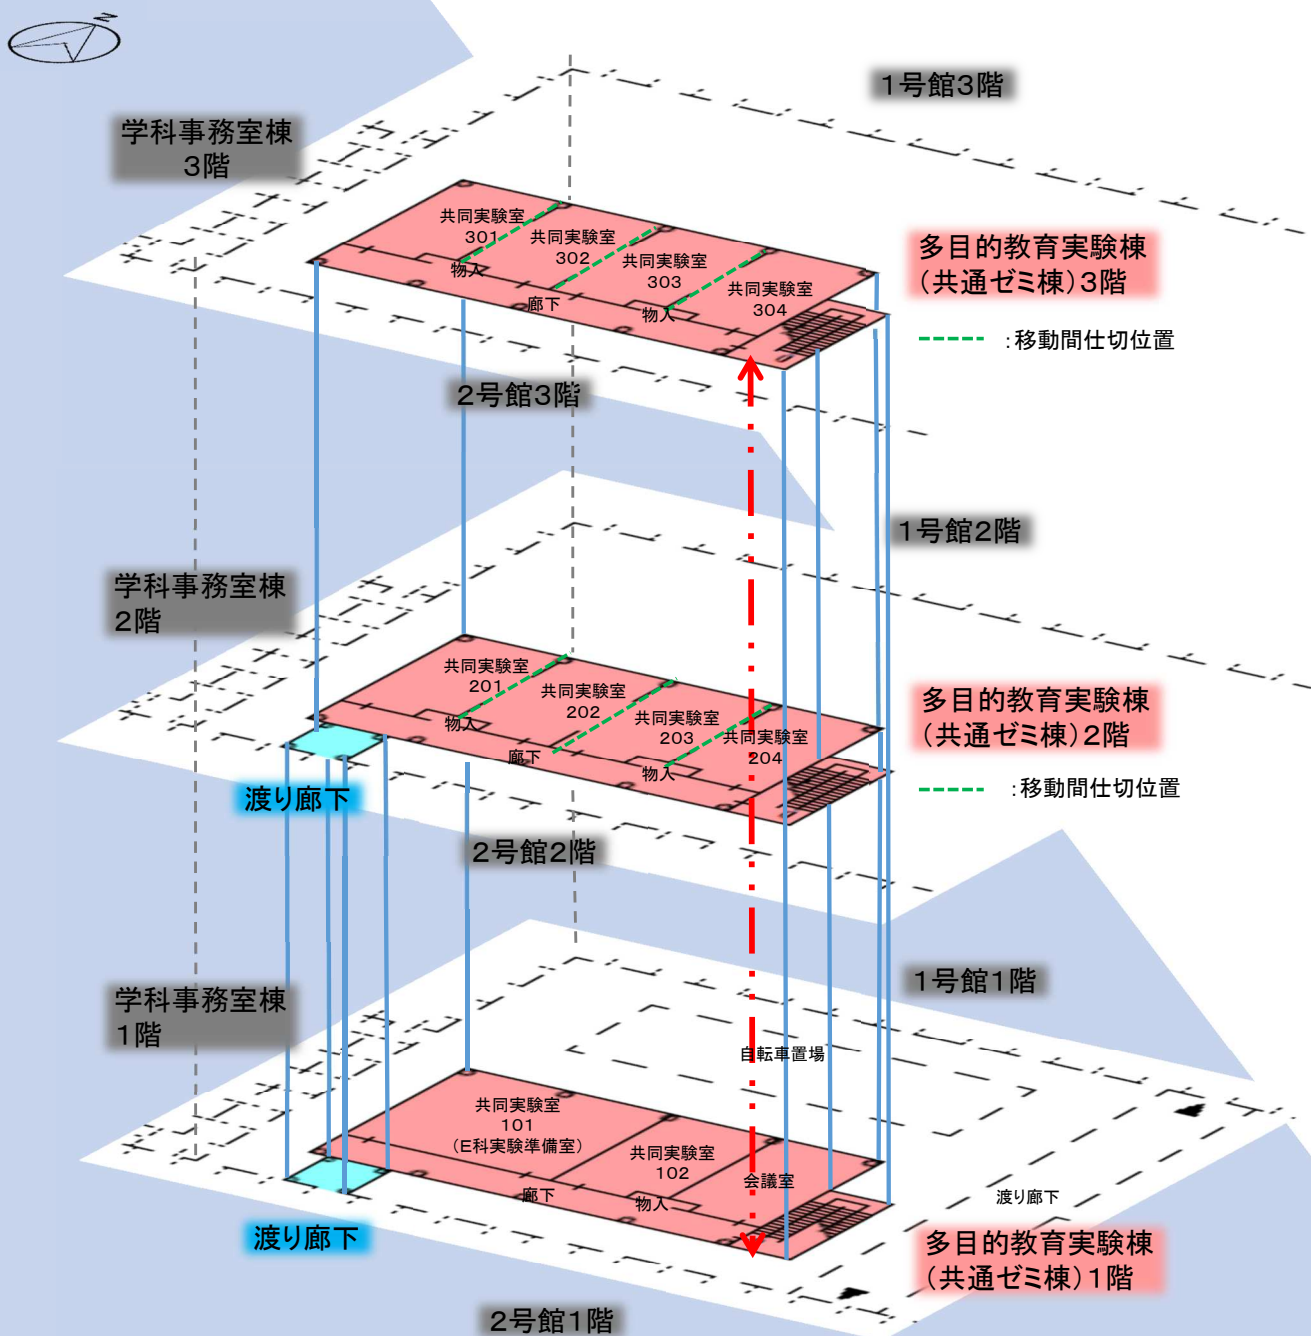 N
1号館3階
学科事務室棟
3階
共同実験室
301
共同実験室
302
共同実験室
303
共同実験室
304
物入
廊下
物入
多目的教育実験棟
(共通ゼミ棟)3階
:移動間仕切位置
2号館3階
1号館2階
学科事務室棟
2階
共同実験室
201
共同実験室
202
共同実験室
203
共同実験室
204
物入
廊下
物入
多目的教育実験棟
(共通ゼミ棟)2階
:移動間仕切位置
渡り廊下
2号館2階
1号館1階
学科事務室棟
1階
自転車置場
共同実験室
101
(E科実験準備室)
共同実験室
102
会議室
廊下
物入
渡り廊下
渡り廊下
多目的教育実験棟
(共通ゼミ棟)1階
2号館1階